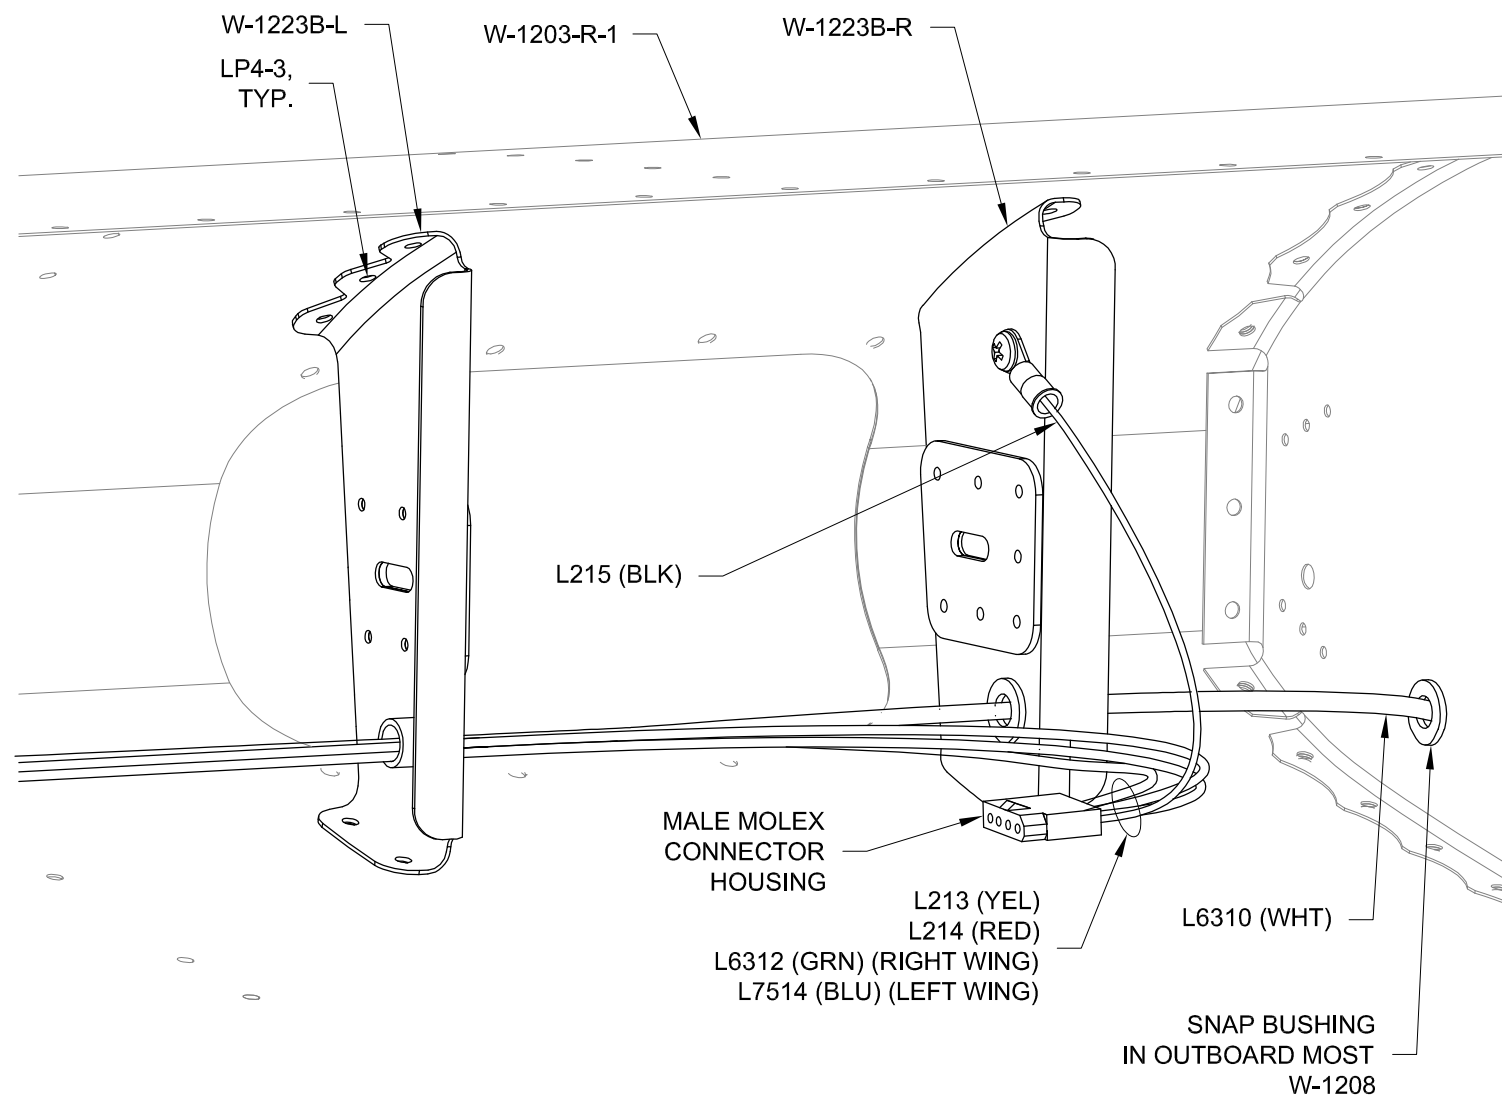 W-1223B-L
W-1203-R-1
W-1223B-R
LP4-3,
TYP.
L215 (BLK)
MALE MOLEX
CONNECTOR
HOUSING
L213 (YEL)
L214 (RED)
L6312 (GRN) (RIGHT WING)
L7514 (BLU) (LEFT WING)
L6310 (WHT)
SNAP BUSHING
IN OUTBOARD MOST
W-1208